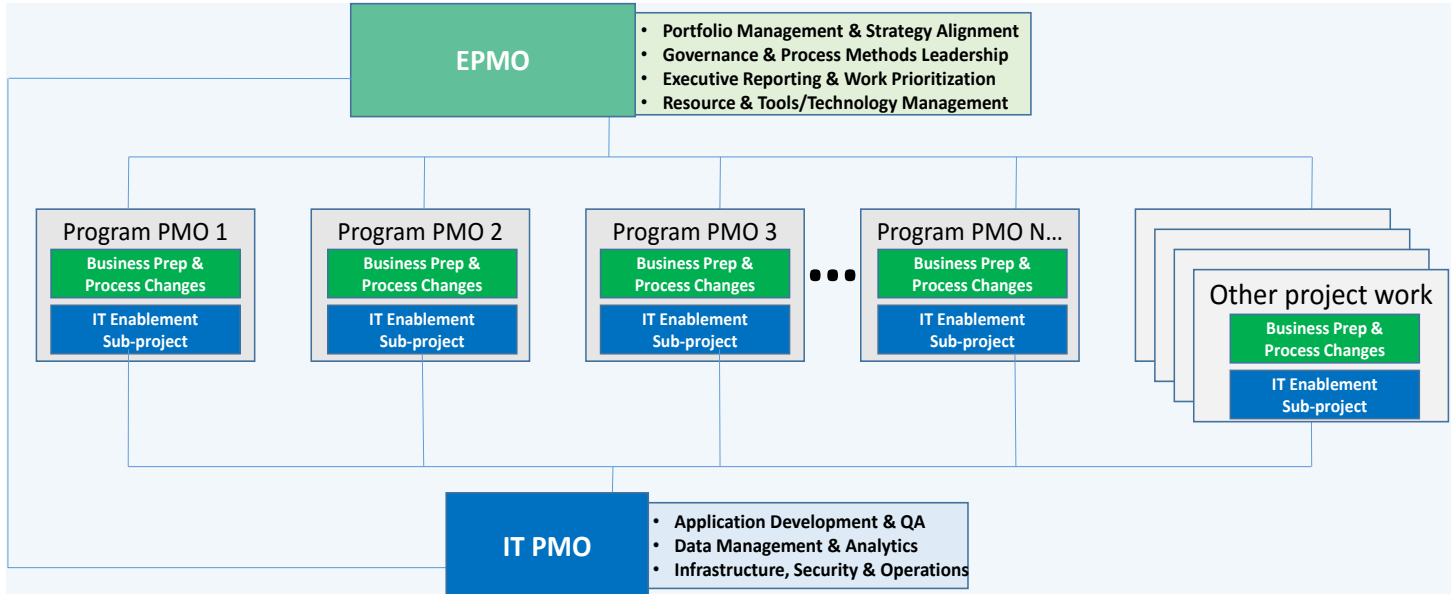 EPMO
• Portfolio Management & Strategy Alignment
• Governance & Process Methods Leadership
• Executive Reporting & Work Prioritization
• Resource & Tools/Technology Management
Program PMO 1
Business Prep &
Process Changes
IT Enablement
Sub-project
Program PMO 2
Business Prep &
Process Changes
IT Enablement
Sub-project
Program PMO 3
Business Prep &
Process Changes
IT Enablement
Sub-project
...
Program PMO N...
Business Prep &
Process Changes
IT Enablement
Sub-project
Other project work
Business Prep &
Process Changes
IT Enablement
Sub-project
IT PMO
• Application Development & QA
• Data Management & Analytics
• Infrastructure, Security & Operations